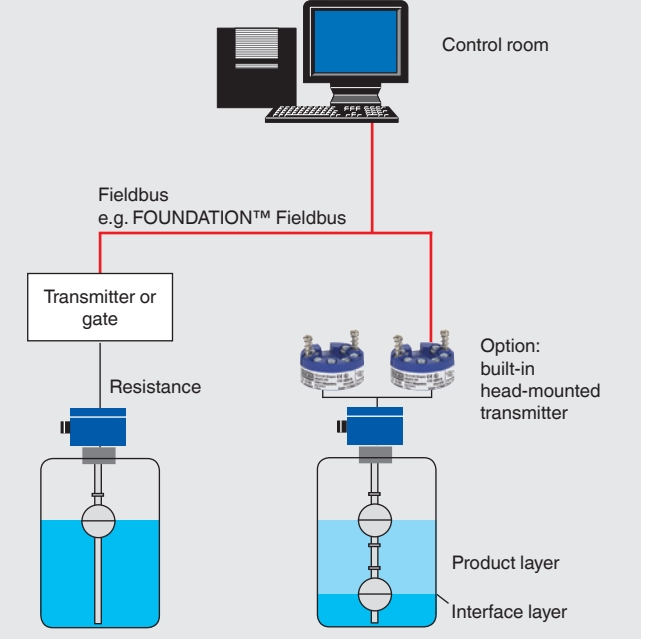 Control room
Fieldbus
e.g. FOUNDATION™ Fieldbus
Transmitter or
gate
Option:
built-in
head-mounted
transmitter
Resistance
Product layer
Interface layer